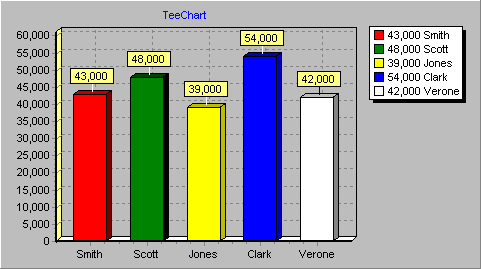 TeeChart
43,000 Smith
48,000 Scott
39,000 Jones
54,000 Clark
42,000 Verone
60,000
55,000
50,000
45,000
40,000
35,000
30,000
25,000
20,000
15,000
10,000
5,000
0
43,000
48,000
39,000
54,000
42,000
Smith Scott Jones Clark Verone